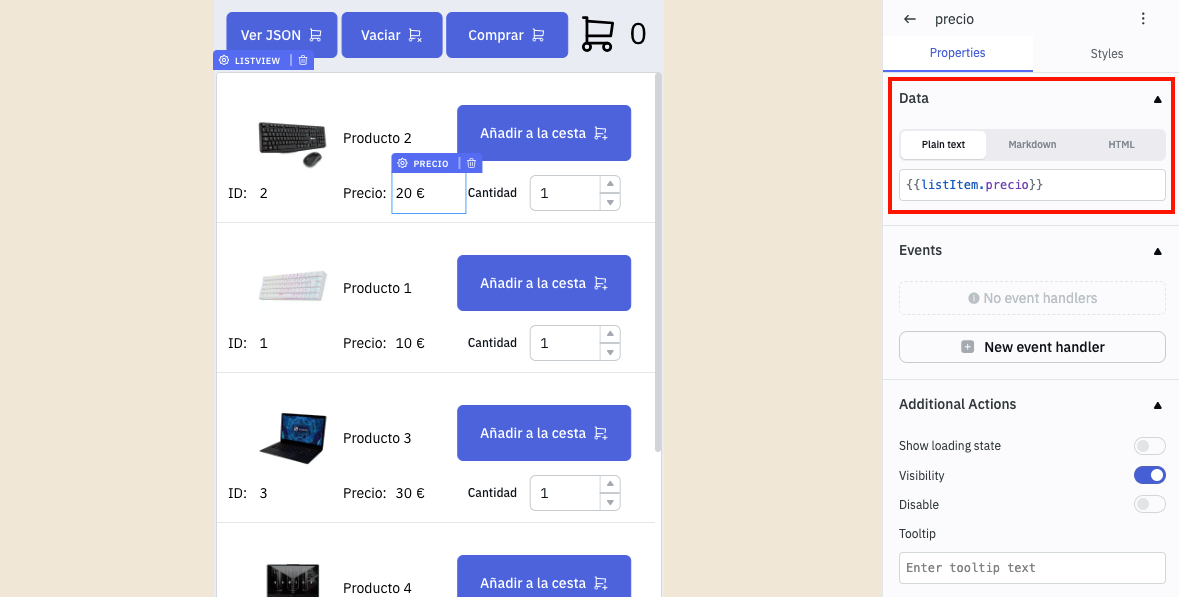 Ver JSON
Vaciar
Comprar
0
LISTVIEW
Producto 2
Añadir a la cesta
PRECIO
ID: 2
Precio: 20 €
Cantidad
1
Producto 1
Añadir a la cesta
ID: 1
Precio: 10 €
Cantidad
1
Producto 3
Añadir a la cesta
ID: 3
Precio: 30 €
Cantidad
1
Producto 4
Añadir a la cesta
precio
Properties
Styles
Data
Plain text
Markdown
HTML
{{listItem.precio}}
Events
No event handlers
New event handler
Additional Actions
Show loading state
Visibility
Disable
Tooltip
Enter tooltip text